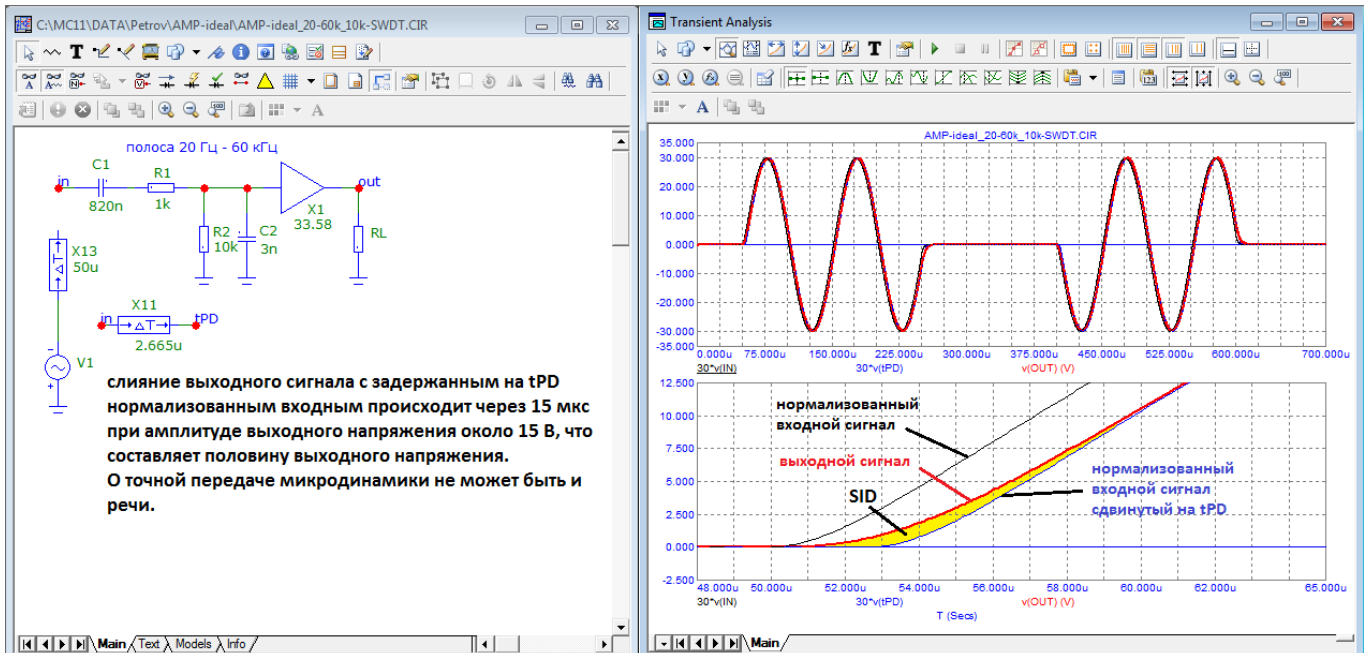 C:\MC11\DATA\Petrov\AMP-ideal\AMP-ideal_20-60k_10k-SWDT.CIR
полоса 20 Гц - 60 кГц
in
C1
820n
R1
1k
R2
10k
C2
3n
X1
33.58
out
RL
X13
50u
ΔT
X11
in
ΔT
tPD
2.665u
V1
слияние выходного сигнала с задержанным на tPD
нормализованным входным происходит через 15 мкс
при амплитуде выходного напряжения около 15 В, что
составляет половину выходного напряжения.
О точной передаче микродинамики не может быть и
речи.
Main Text Models Info
Transient Analysis
AMP-ideal_20-60k_10k-SWDT.CIR
35.000
30.000
20.000
10.000
0.000
-10.000
-20.000
-30.000
-35.000
0.000u 75.000u 150.000u 225.000u 300.000u 375.000u 450.000u 525.000u 600.000u 700.000u
30*v(IN) 30*v(tPD) v(OUT) (V)
12.500
10.000
7.500
5.000
2.500
0.000
-2.500
нормализованный
входной сигнал
выходной сигнал
SID
нормализованный
входной сигнал
сдвинутый на tPD
48.000u 50.000u 52.000u 54.000u 56.000u 58.000u 60.000u 62.000u 65.000u
30*v(IN) 30*v(tPD) v(OUT) (V)
T (Secs)
Main